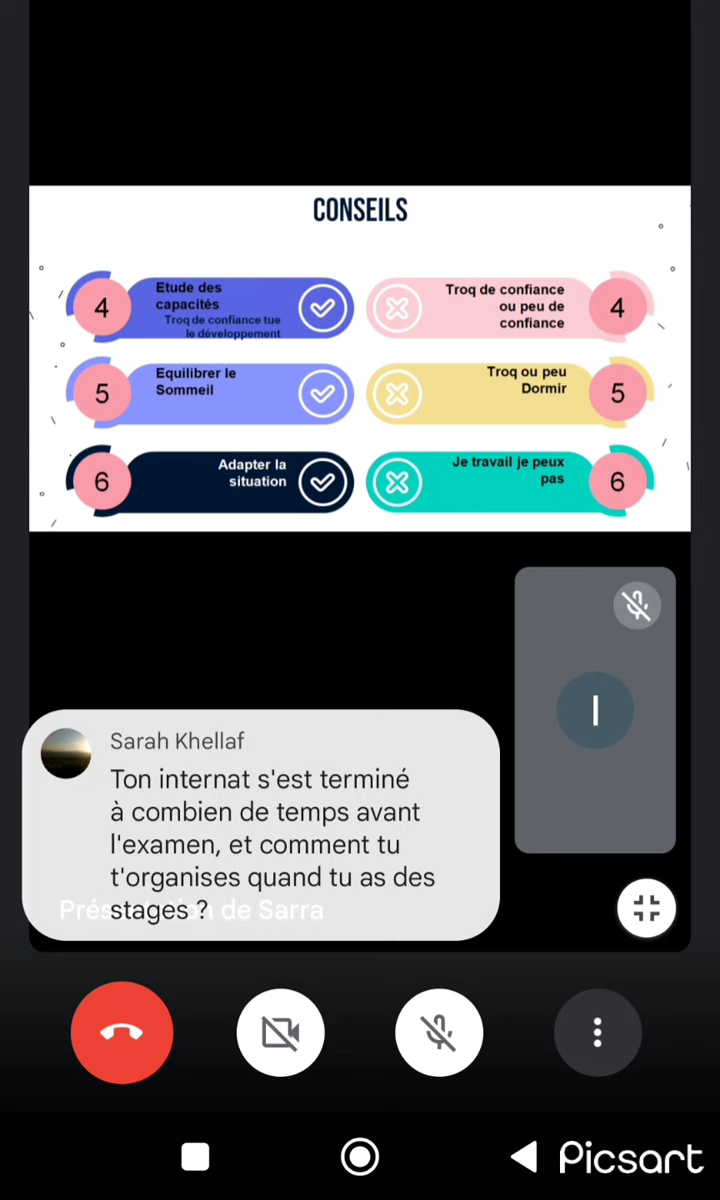 CONSEILS
4
Etude des
capacités
Troq de confiance tue
le développement
Troq de confiance
ou peu de
confiance
4
5
Equilibrer le
Sommeil
Troq ou peu
Dormir
5
6
Adapter la
situation
Je travail je peux
pas
6
I
Sarah Khellaf
Ton internat s'est terminé
à combien de temps avant
l'examen, et comment tu
t'organises quand tu as des
stages ?
Présentation de Sarra
Picsart